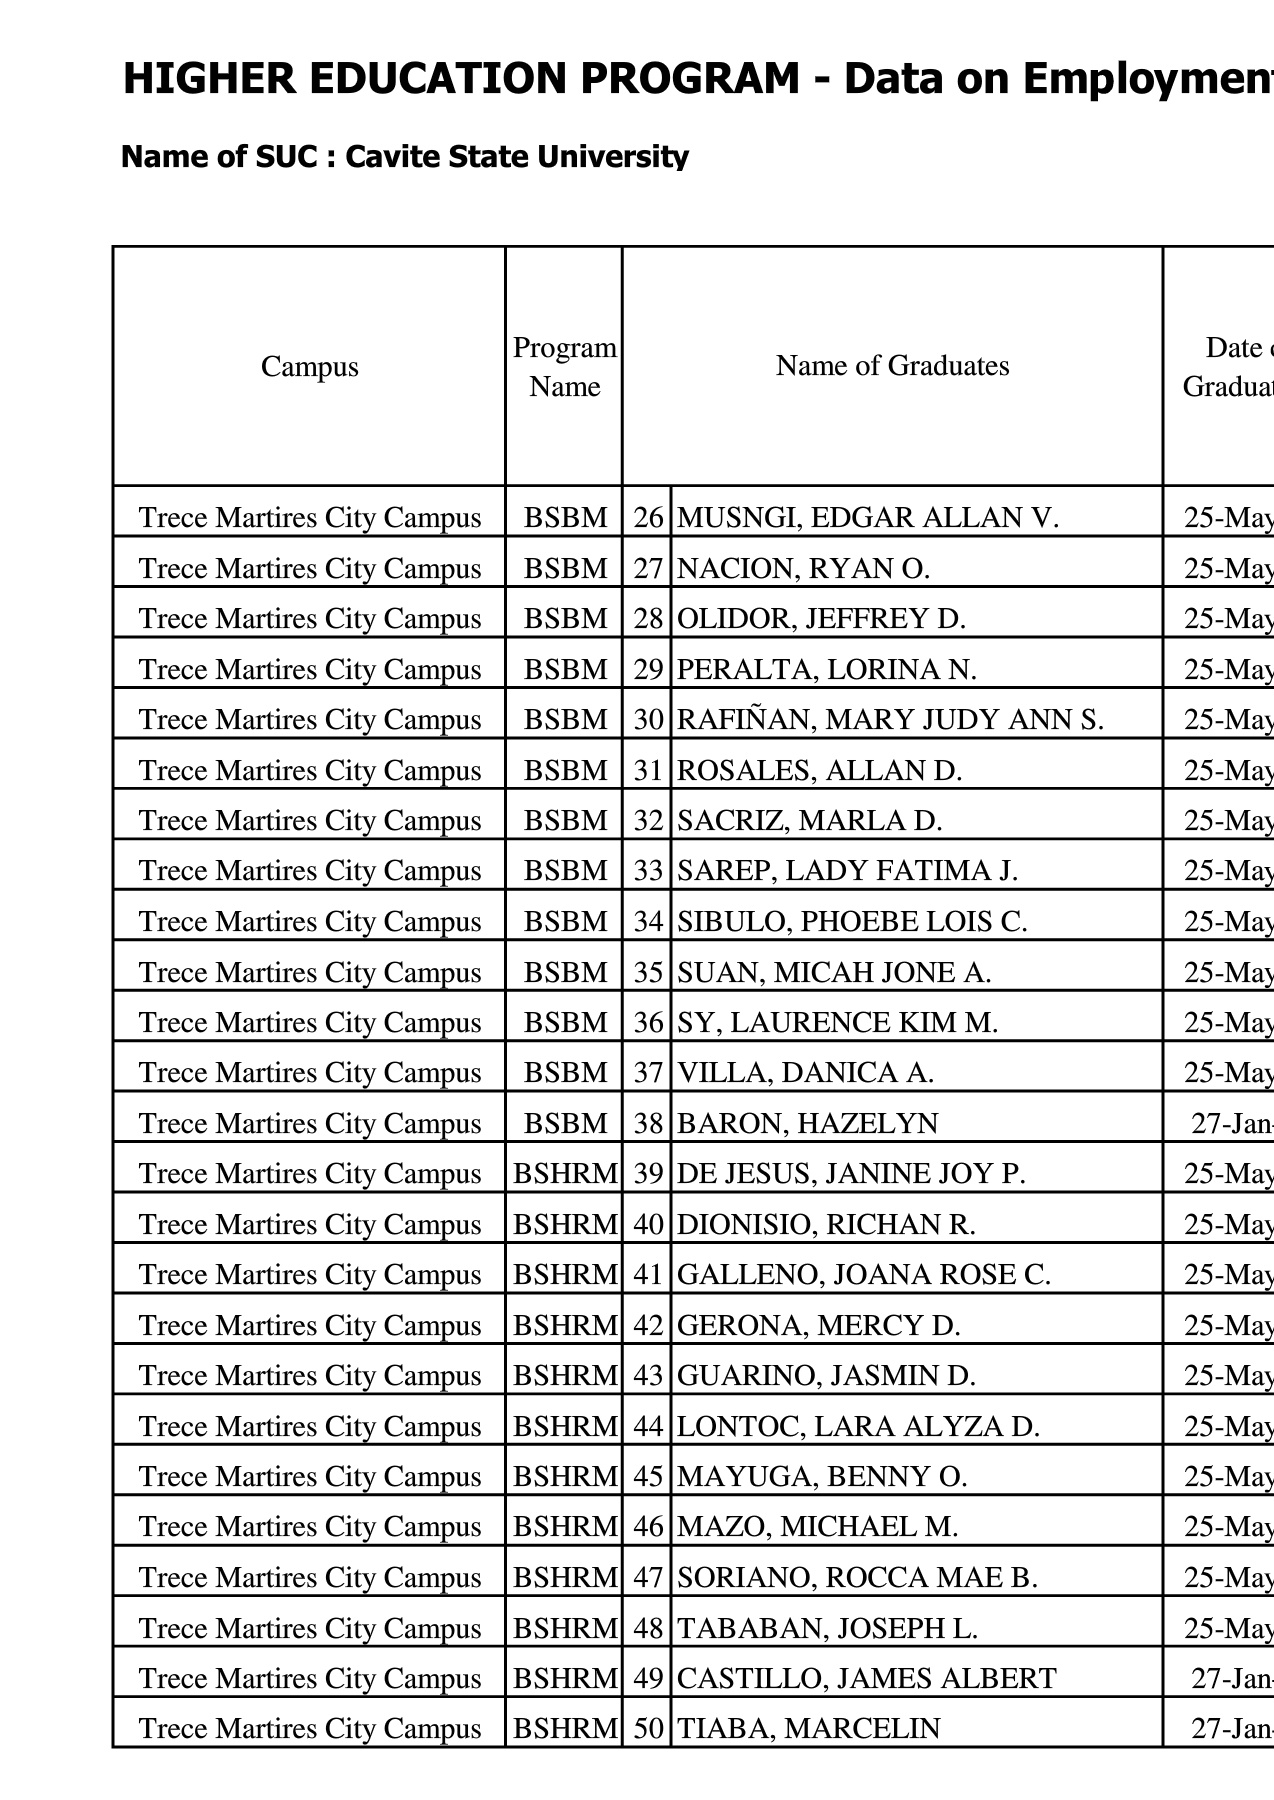 HIGHER EDUCATION PROGRAM - Data on Employment
Name of SUC : Cavite State University
Campus Program Name Name of Graduates Date o Graduat
Trece Martires City Campus BSBM 26 MUSNGI, EDGAR ALLAN V. 25-May
Trece Martires City Campus BSBM 27 NACION, RYAN O. 25-May
Trece Martires City Campus BSBM 28 OLIDOR, JEFFREY D. 25-May
Trece Martires City Campus BSBM 29 PERALTA, LORINA N. 25-May
Trece Martires City Campus BSBM 30 RAFIÑAN, MARY JUDY ANN S. 25-May
Trece Martires City Campus BSBM 31 ROSALES, ALLAN D. 25-May
Trece Martires City Campus BSBM 32 SACRIZ, MARLA D. 25-May
Trece Martires City Campus BSBM 33 SAREP, LADY FATIMA J. 25-May
Trece Martires City Campus BSBM 34 SIBULO, PHOEBE LOIS C. 25-May
Trece Martires City Campus BSBM 35 SUAN, MICAH JONE A. 25-May
Trece Martires City Campus BSBM 36 SY, LAURENCE KIM M. 25-May
Trece Martires City Campus BSBM 37 VILLA, DANICA A. 25-May
Trece Martires City Campus BSBM 38 BARON, HAZELYN 27-Jan-
Trece Martires City Campus BSHRM 39 DE JESUS, JANINE JOY P. 25-May
Trece Martires City Campus BSHRM 40 DIONISIO, RICHAN R. 25-May
Trece Martires City Campus BSHRM 41 GALLENO, JOANA ROSE C. 25-May
Trece Martires City Campus BSHRM 42 GERONA, MERCY D. 25-May
Trece Martires City Campus BSHRM 43 GUARINO, JASMIN D. 25-May
Trece Martires City Campus BSHRM 44 LONTOC, LARA ALYZA D. 25-May
Trece Martires City Campus BSHRM 45 MAYUGA, BENNY O. 25-May
Trece Martires City Campus BSHRM 46 MAZO, MICHAEL M. 25-May
Trece Martires City Campus BSHRM 47 SORIANO, ROCCA MAE B. 25-May
Trece Martires City Campus BSHRM 48 TABABAN, JOSEPH L. 25-May
Trece Martires City Campus BSHRM 49 CASTILLO, JAMES ALBERT 27-Jan-
Trece Martires City Campus BSHRM 50 TIABA, MARCELIN 27-Jan-